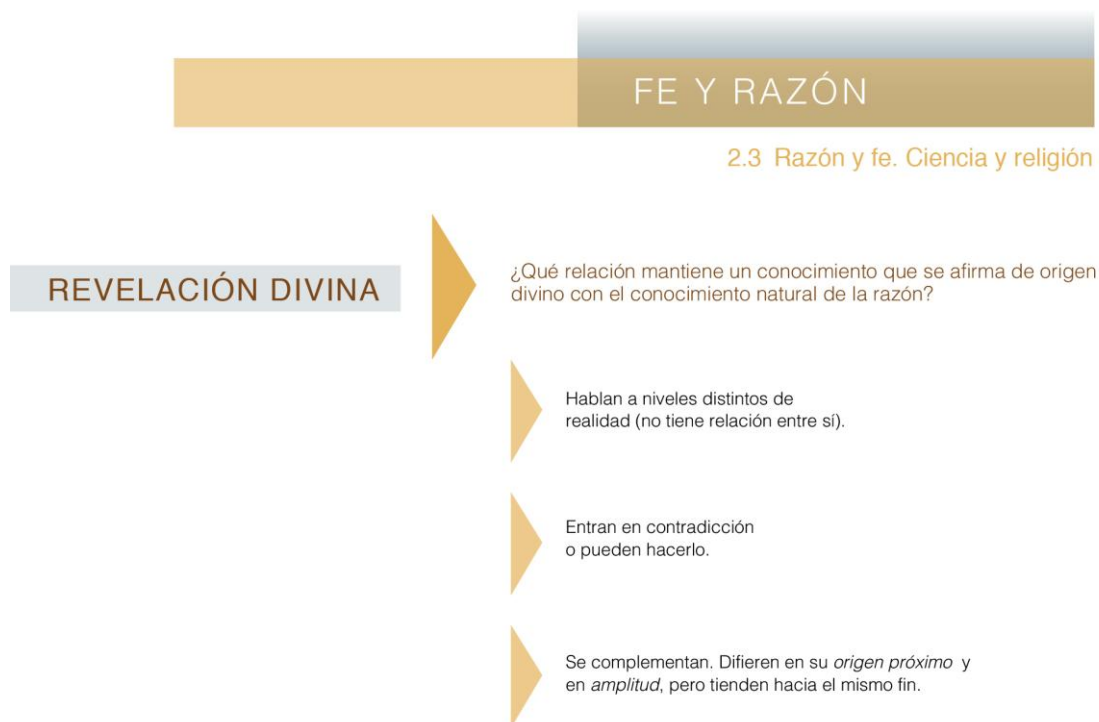 FE Y RAZÓN
2.3 Razón y fe. Ciencia y religión
REVELACIÓN DIVINA
¿Qué relación mantiene un conocimiento que se afirma de origen
divino con el conocimiento natural de la razón?
Hablan a niveles distintos de
realidad (no tiene relación entre sí).
Entran en contradicción
o pueden hacerlo.
Se complementan. Difieren en su origen próximo y
en amplitud, pero tienden hacia el mismo fin.